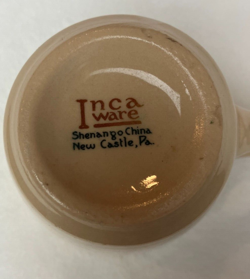 Inca
ware
Shenango China
New Castle, Pa.